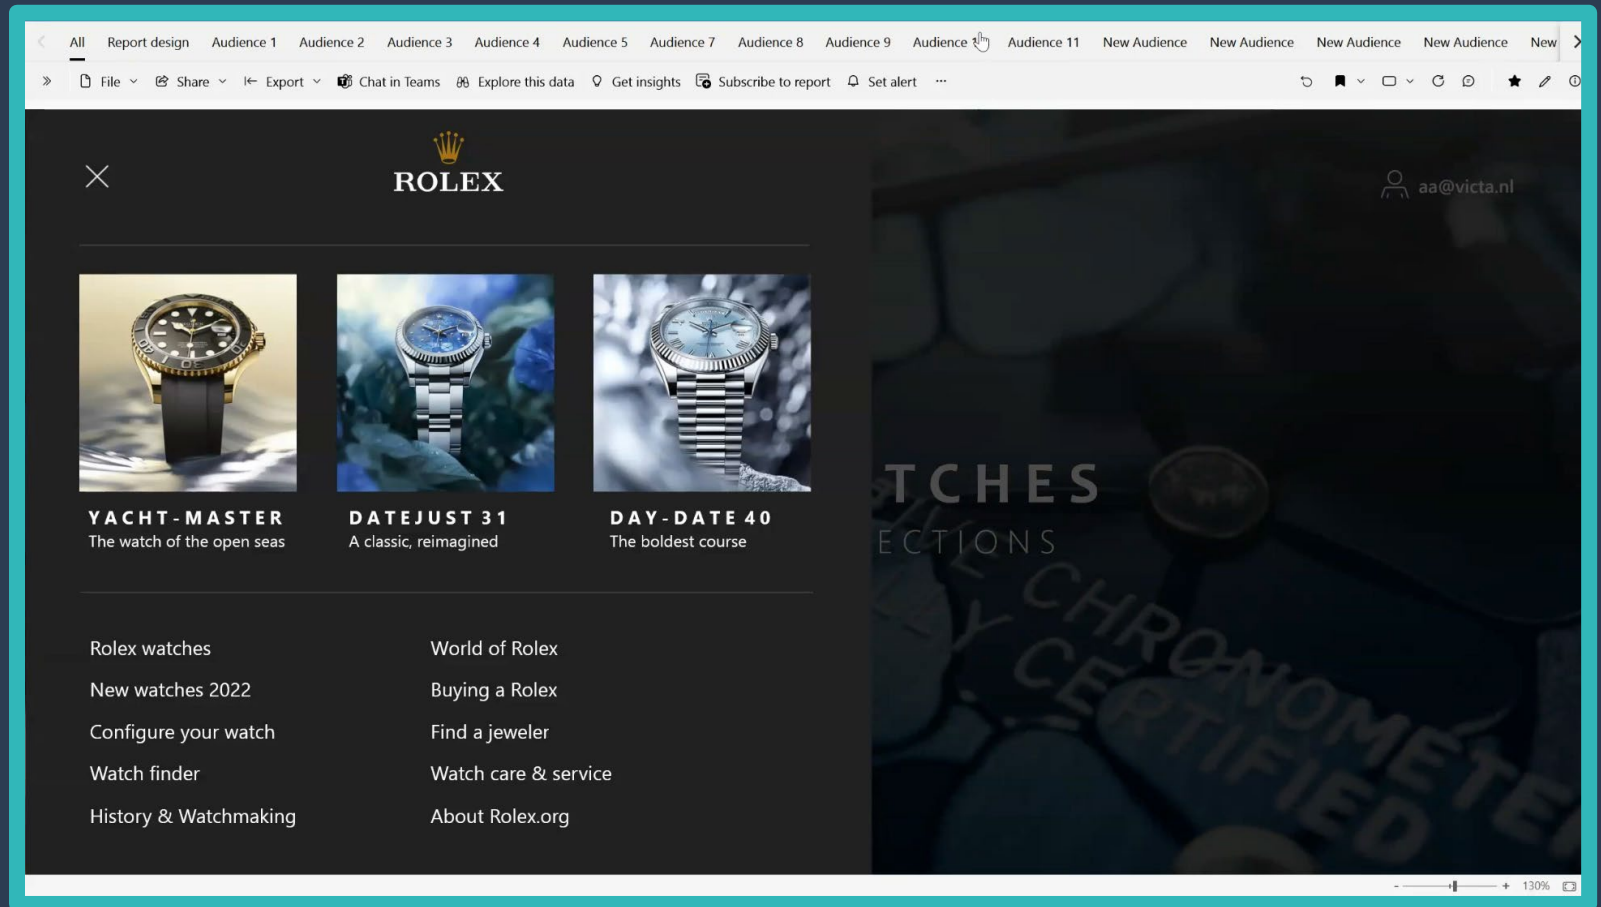 All Report design Audience 1 Audience 2 Audience 3 Audience 4 Audience 5 Audience 7 Audience 8 Audience 9 Audience Audience 11 New Audience New Audience New Audience New Audience New
File Share Export Chat in Teams Explore this data Get insights Subscribe to report Set alert ...
ROLEX
aa@victa.nl
YACHT-MASTER
The watch of the open seas
DATEJUST 31
A classic, reimagined
DAY-DATE 40
The boldest course
TCHES
ECTIONS
Rolex watches
New watches 2022
Configure your watch
Watch finder
History & Watchmaking
World of Rolex
Buying a Rolex
Find a jeweler
Watch care & service
About Rolex.org
CHRONOMETER
CERTIFIED
- + 130%